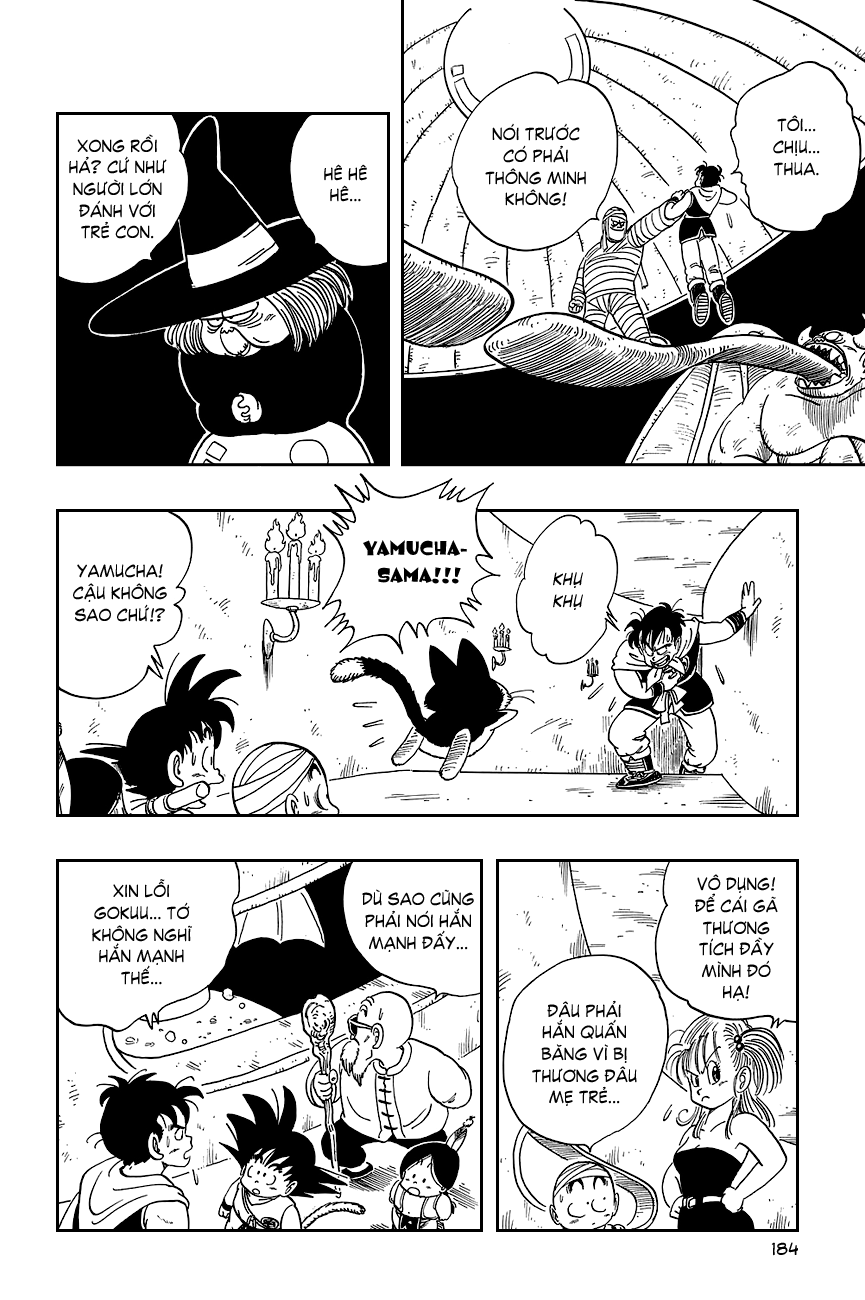 TÔI...
CHỊU...
THUA.
NÓI TRƯỚC
CÓ PHẢI
THÔNG MINH
KHÔNG!
HÊ HÊ
HÊ...
XONG RỒI
HẢ? CỨ NHƯ
NGƯỜI LỚN
ĐÁNH VỚI
TRẺ CON.
KHỤ
KHỤ
YAMUCHA-
SAMA!!!
YAMUCHA!
CẬU KHÔNG
SAO CHỨ!?
VÔ DỤNG!
ĐỂ CÁI GÃ
THƯƠNG
TÍCH ĐẦY
MÌNH ĐÓ
HẠ!
ĐÂU PHẢI
HẮN QUẤN
BĂNG VÌ BỊ
THƯƠNG ĐÂU
MẸ TRẺ...
DÙ SAO CŨNG
PHẢI NÓI HẮN
MẠNH ĐẤY...
XIN LỖI
GOKUU... TỚ
KHÔNG NGHĨ
HẮN MẠNH
THẾ...
184